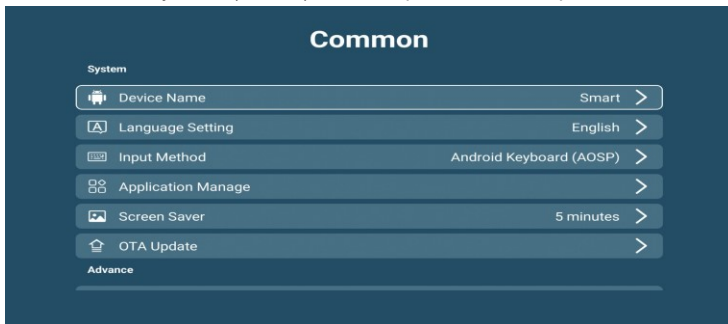 Common
System
Device Name Smart
Language Setting English
Input Method Android Keyboard (AOSP)
Application Manage
Screen Saver 5 minutes
OTA Update
Advance